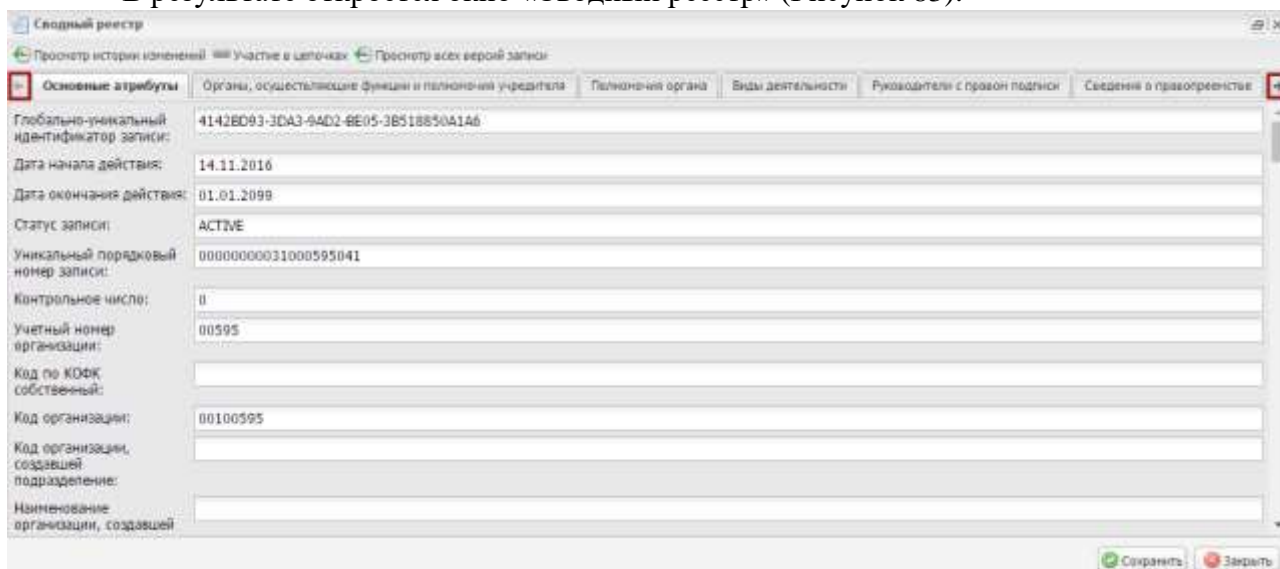 В результате откроется окно «Сводный реестр» (Рисунок 85).
Сводный реестр
Просмотр истории изменений Участие в цепочках Просмотр всех версий записи
Основные атрибуты Органы, осуществляющие функции и полномочия учредителя Полномочия органа Виды деятельности Руководители с правом подписи Сведения о правопреемстве
Глобально-уникальный идентификатор записи: 4142BD93-3DA3-9AD2-BE05-3B518850A1A6
Дата начала действия: 14.11.2016
Дата окончания действия: 01.01.2099
Статус записи: ACTIVE
Уникальный порядковый номер записи: 00000000031000595041
Контрольное число: 0
Учетный номер организации: 00595
Код по КОФК собственный:
Код организации: 00100595
Код организации, создавшей подразделение:
Наименование организации, создавшей
Сохранить Закрыть